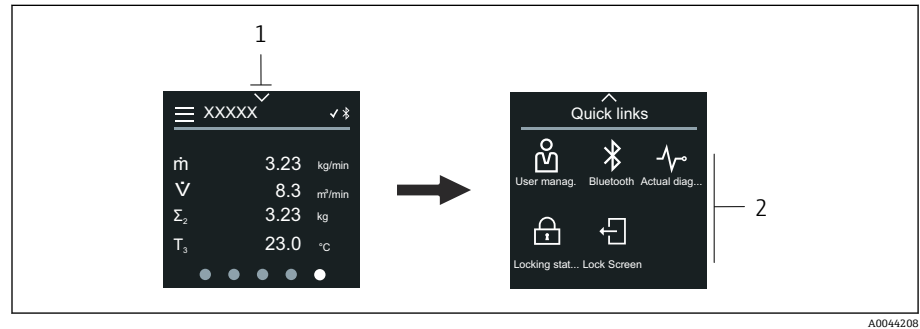 1
XXXXX
ṁ 3.23 kg/min
V̇ 8.3 m³/min
Σ₂ 3.23 kg
T₃ 23.0 °C
Quick links
User manag. Bluetooth Actual diag...
2
Locking stat... Lock Screen
A0044208